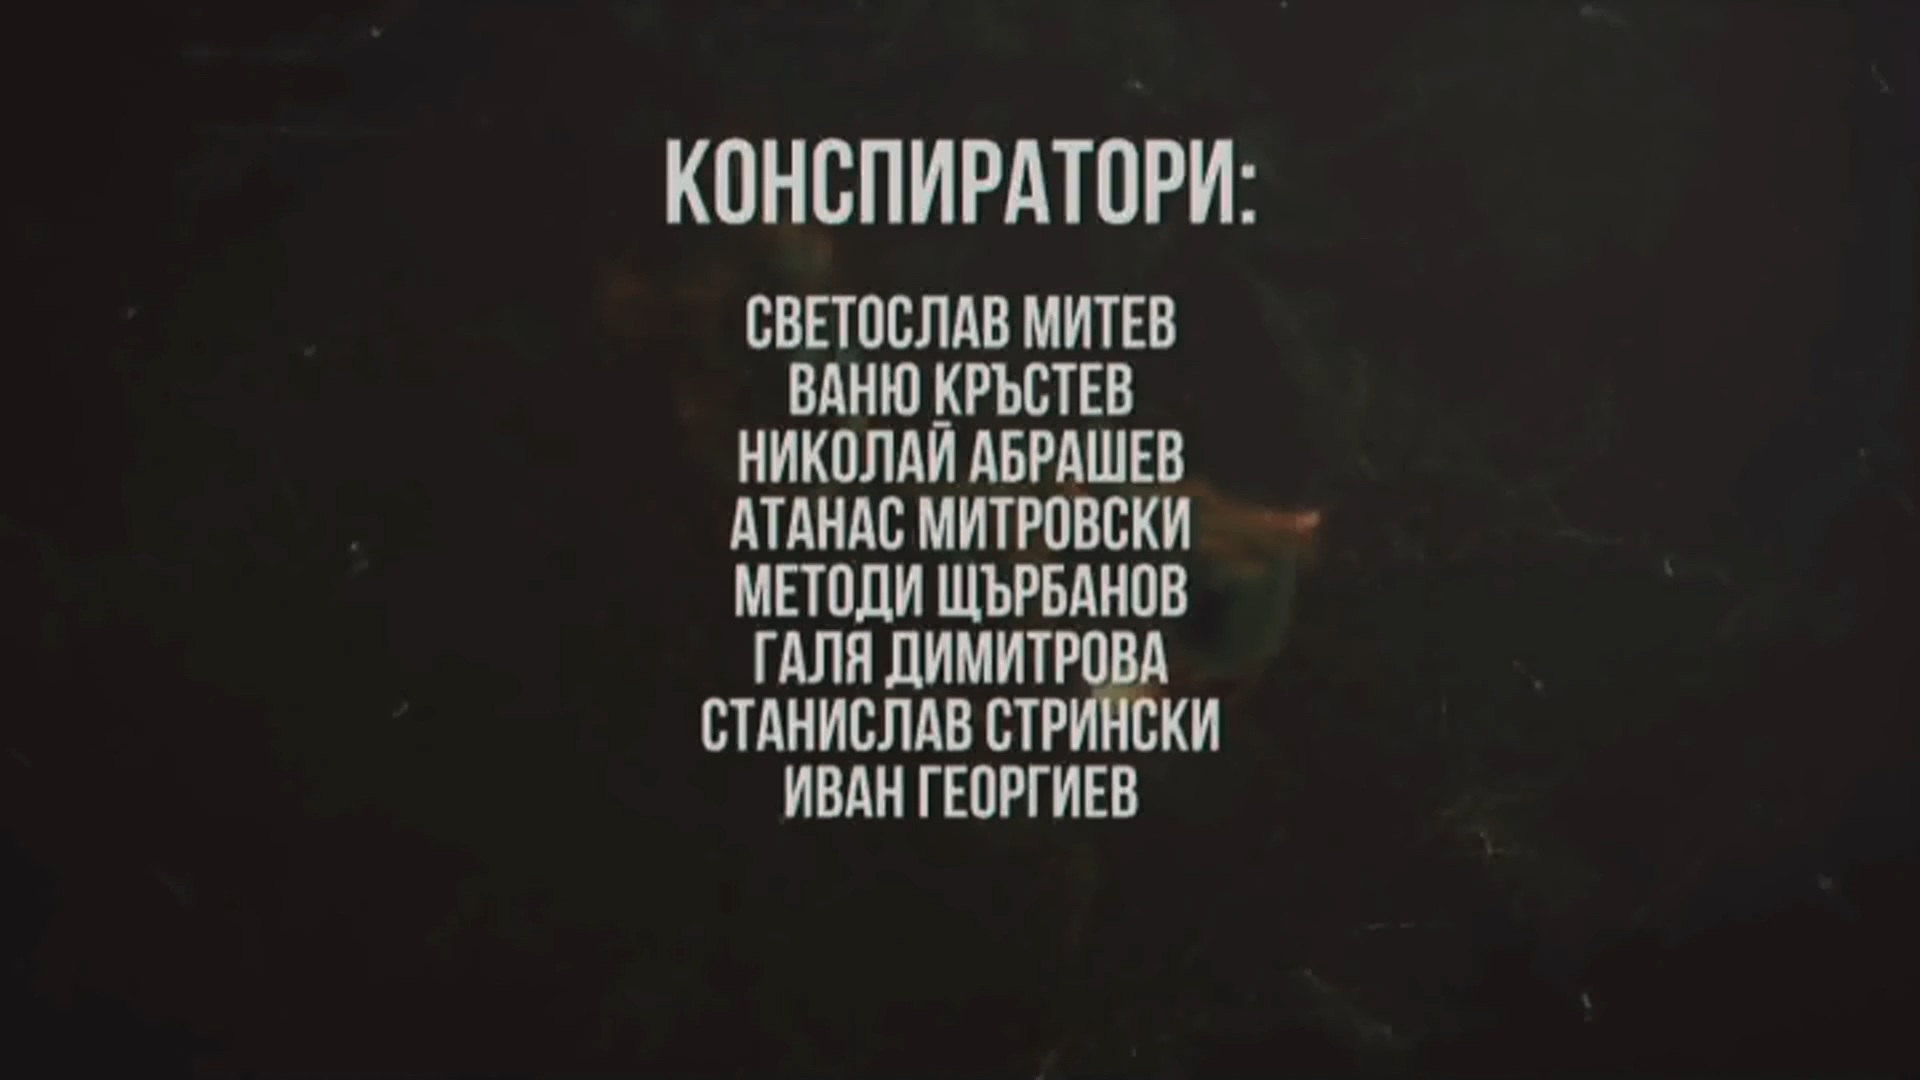 КОНСПИРАТОРИ:
СВЕТОСЛАВ МИТЕВ
ВАНЮ КРЪСТЕВ
НИКОЛАЙ АБРАШЕВ
АТАНАС МИТРОВСКИ
МЕТОДИ ЩЪРБАНОВ
ГАЛЯ ДИМИТРОВА
СТАНИСЛАВ СТРИНСКИ
ИВАН ГЕОРГИЕВ